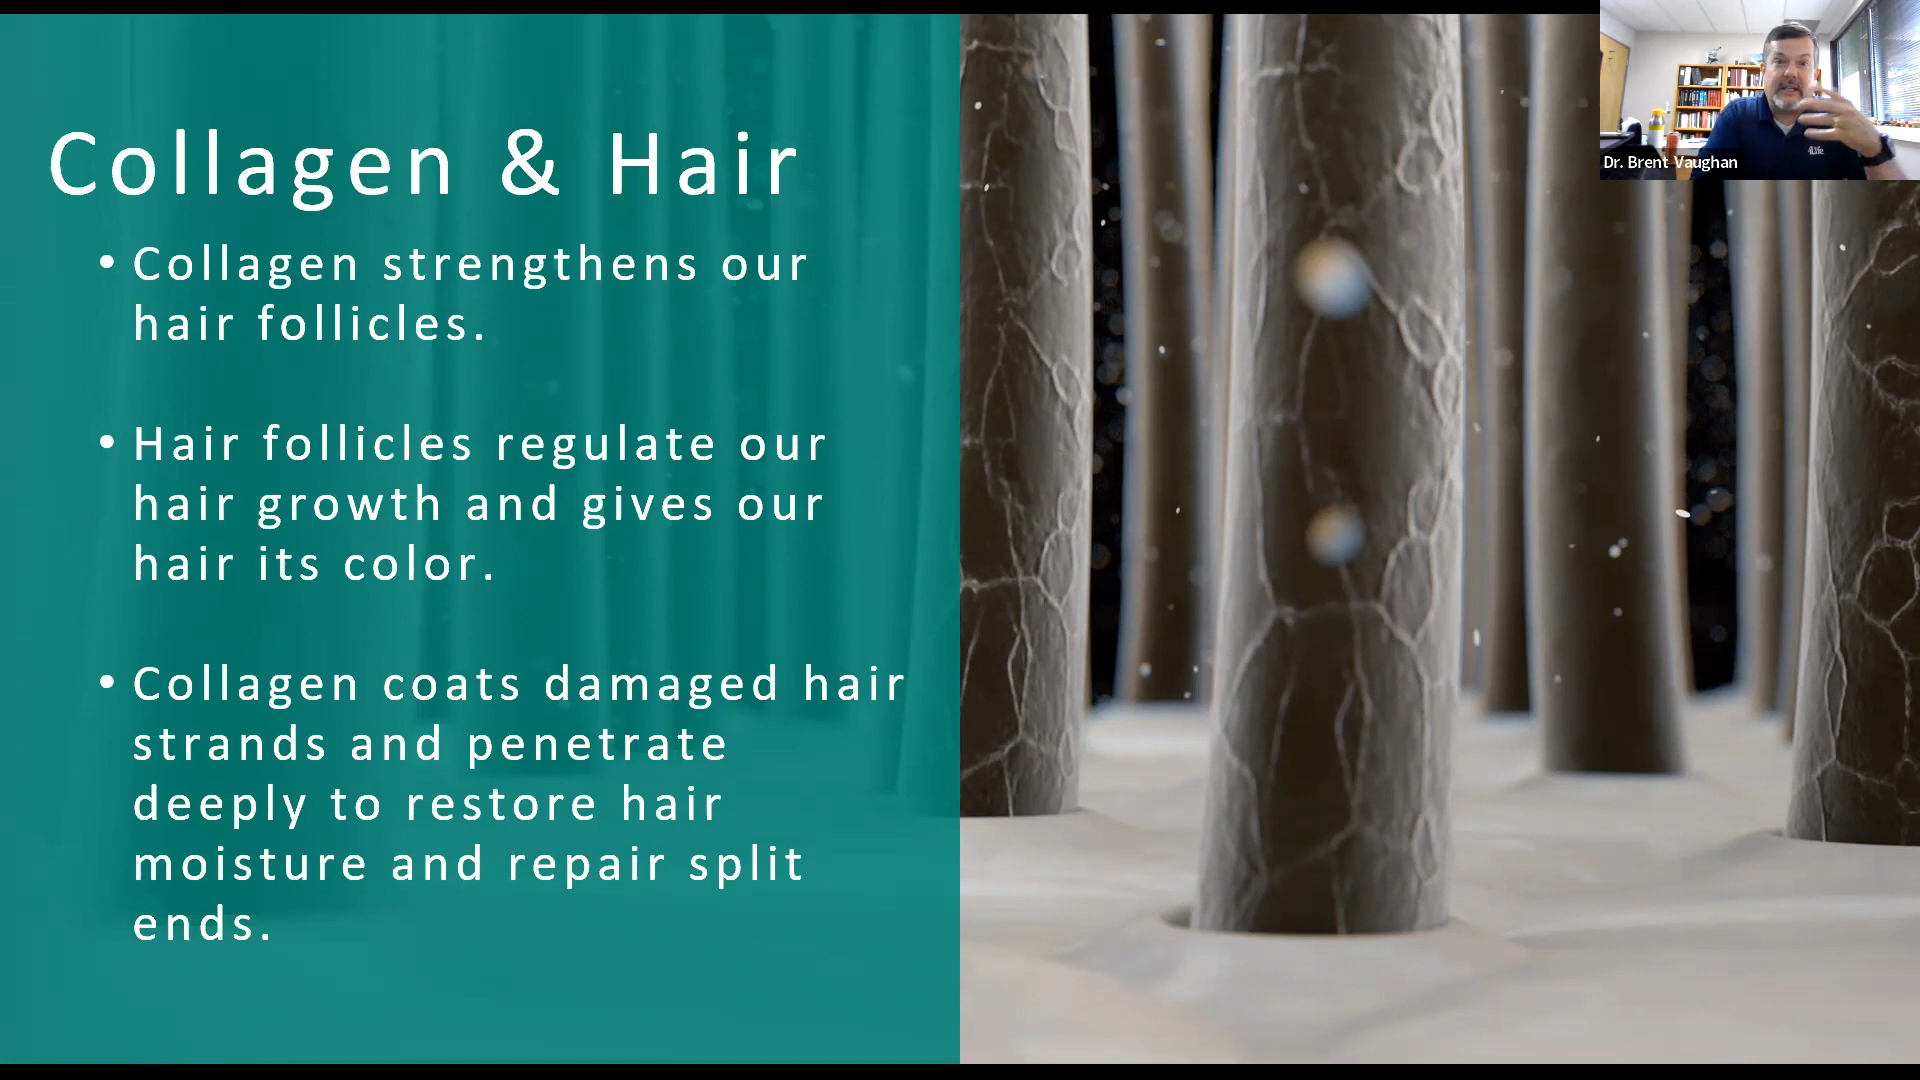 Collagen & Hair
• Collagen strengthens our
hair follicles.
• Hair follicles regulate our
hair growth and gives our
hair its color.
• Collagen coats damaged hair
strands and penetrate
deeply to restore hair
moisture and repair split
ends.
Dr. Brent Vaughan